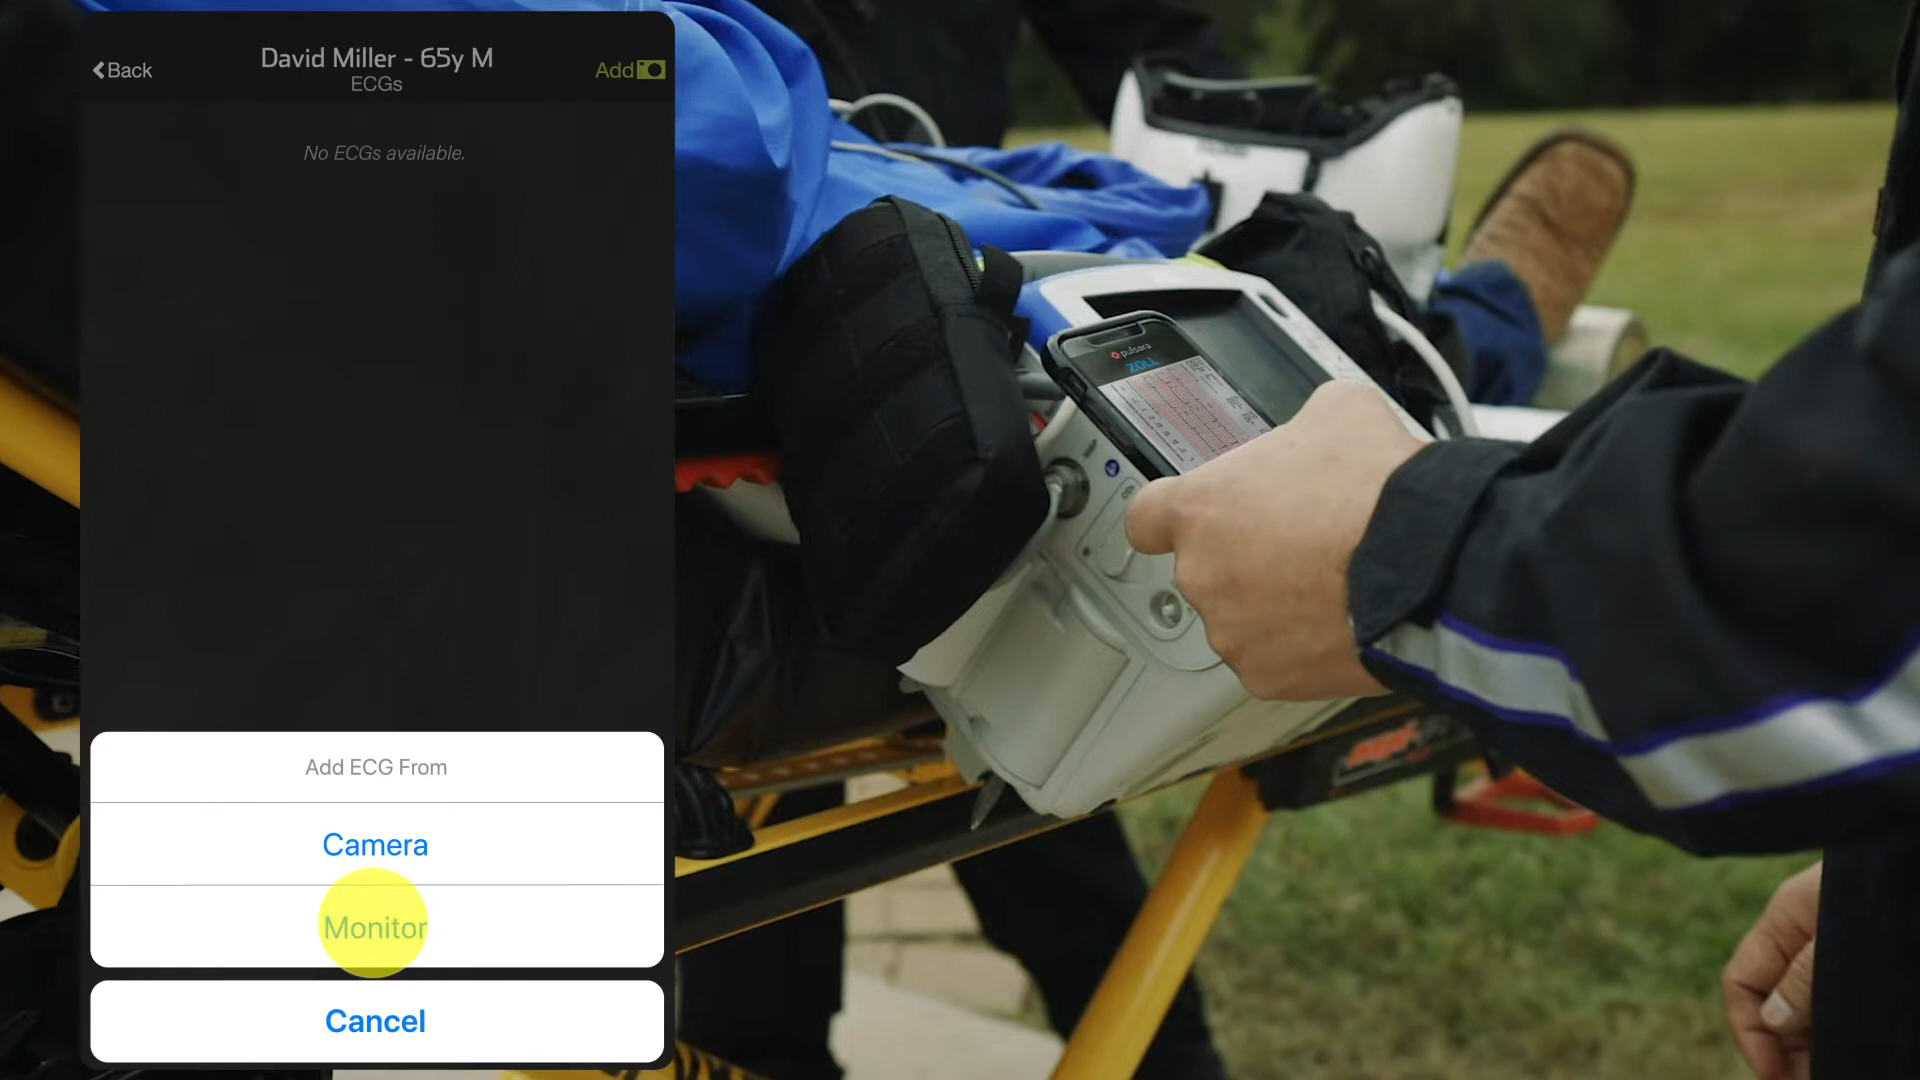 Back
David Miller - 65y M
ECGs
Add
No ECGs available.
Add ECG From
Camera
Monitor
Cancel
pulsara
ZOLL